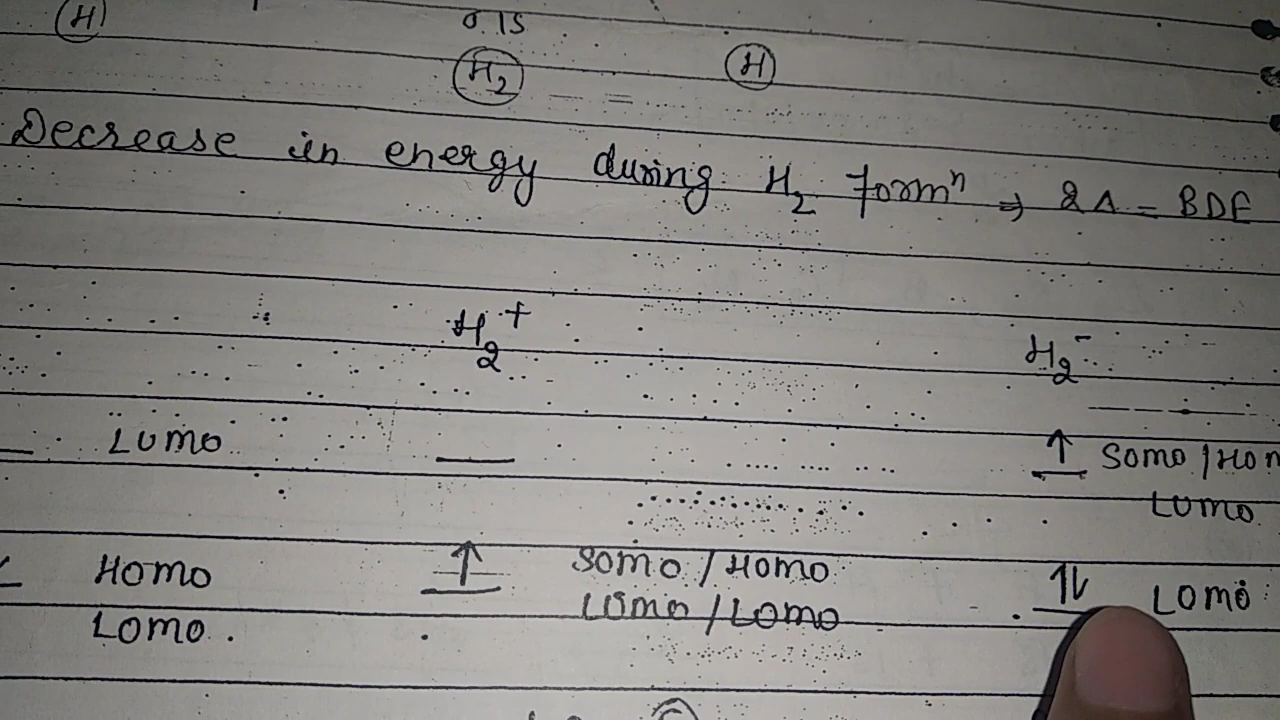 H
σ 1s
H2
H
Decrease in energy during H2 formⁿ ⇒ 2Δ = BDE
H2+
H2-
LUMO
↑ SOMO / HOM
LUMO
HOMO
↑ SOMO / HOMO
LUMO / LOMO
↑↓ LOMO
LOMO.